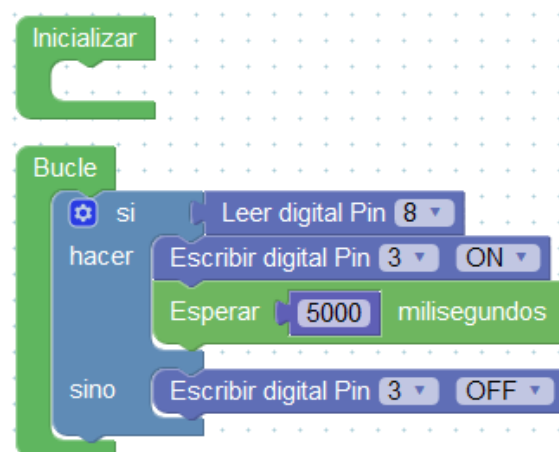 Inicializar
Bucle
si Leer digital Pin 8
hacer Escribir digital Pin 3 ON
Esperar 5000 milisegundos
sino Escribir digital Pin 3 OFF